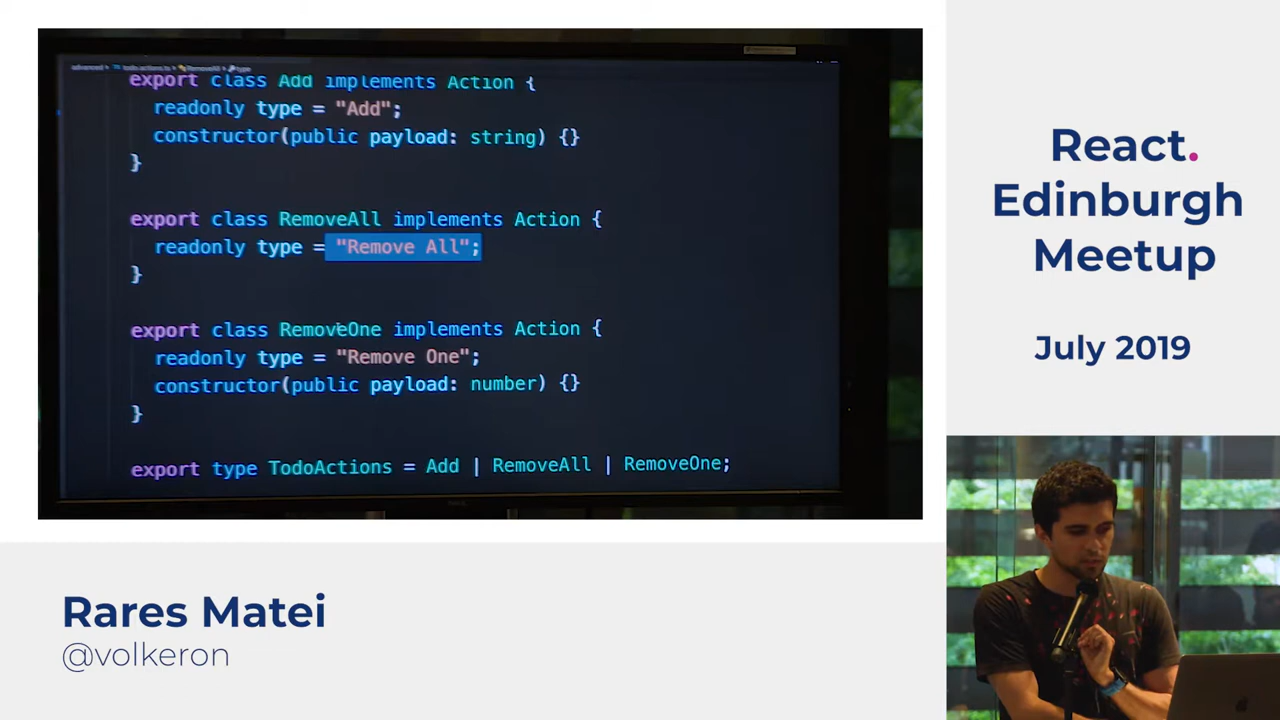 export class Add implements Action {
readonly type = "Add";
constructor(public payload: string) {}
}
export class RemoveAll implements Action {
readonly type = "Remove All";
}
export class RemoveOne implements Action {
readonly type = "Remove One";
constructor(public payload: number) {}
}
export type TodoActions = Add | RemoveAll | RemoveOne;
React.
Edinburgh
Meetup
July 2019
Rares Matei
@volkeron